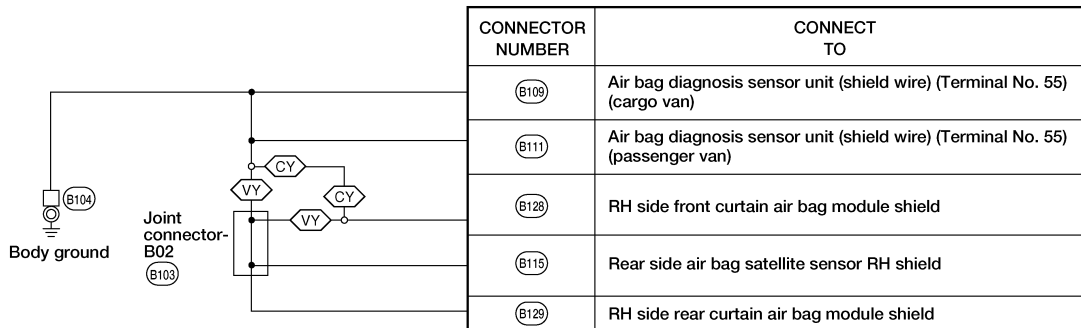 CONNECTOR
NUMBER
CONNECT
TO
B109
Air bag diagnosis sensor unit (shield wire) (Terminal No. 55)
(cargo van)
B111
Air bag diagnosis sensor unit (shield wire) (Terminal No. 55)
(passenger van)
CY
VY
CY
B104
Joint
connector-
B02
VY
B128
RH side front curtain air bag module shield
Body ground
B103
B115
Rear side air bag satellite sensor RH shield
B129
RH side rear curtain air bag module shield